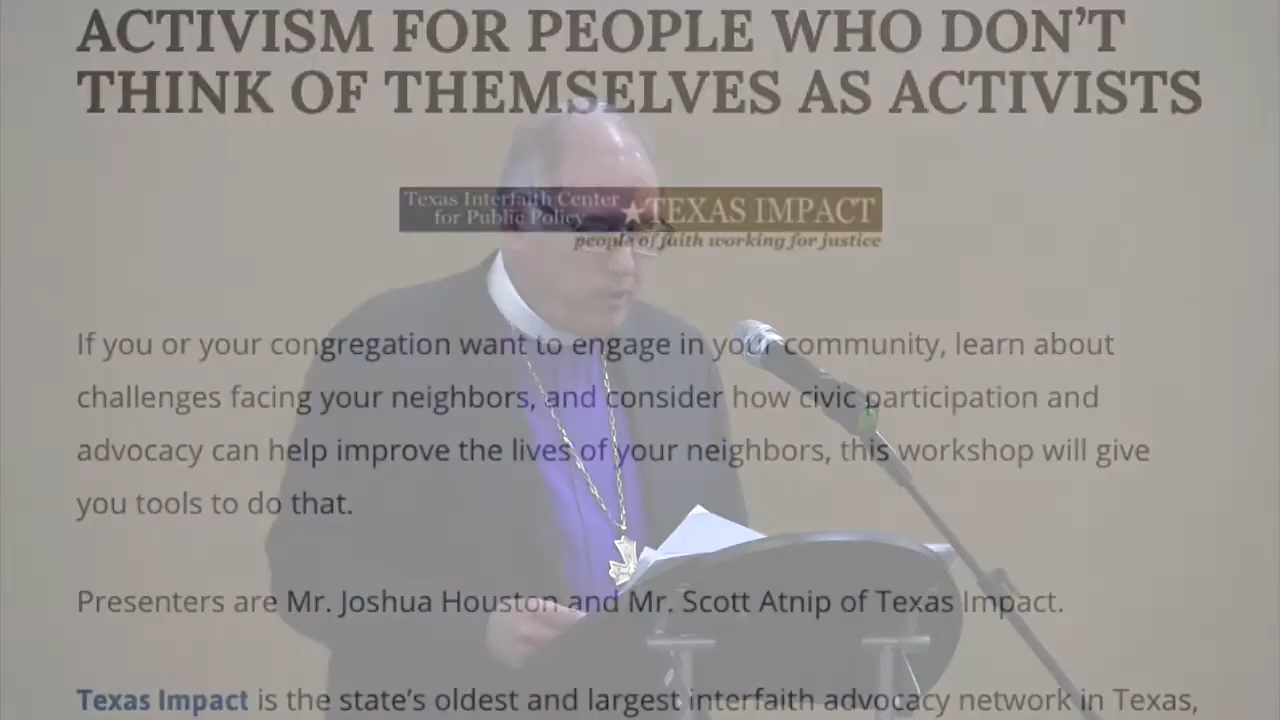 ACTIVISM FOR PEOPLE WHO DON’T
THINK OF THEMSELVES AS ACTIVISTS
Texas Interfaith Center
for Public Policy
TEXAS IMPACT
people of faith working for justice
If you or your congregation want to engage in your community, learn about
challenges facing your neighbors, and consider how civic participation and
advocacy can help improve the lives of your neighbors, this workshop will give
you tools to do that.
Presenters are Mr. Joshua Houston and Mr. Scott Atnip of Texas Impact.
Texas Impact is the state’s oldest and largest interfaith advocacy network in Texas,